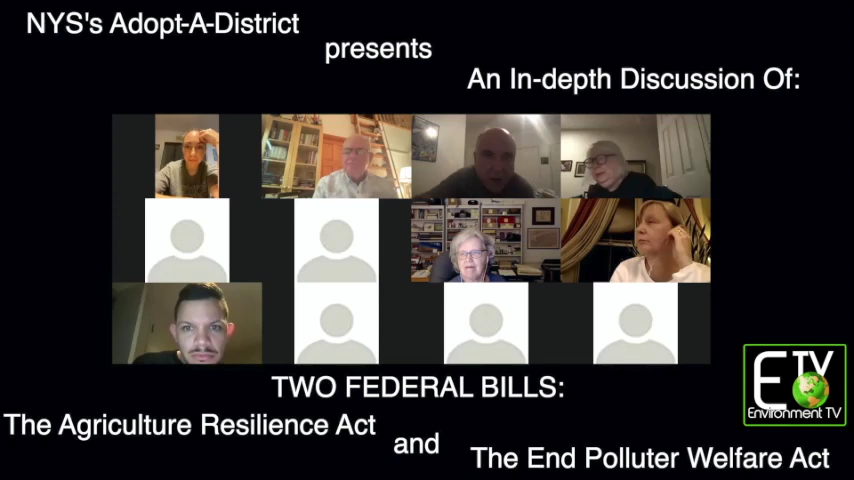 NYS's Adopt-A-District
presents
An In-depth Discussion Of:
TWO FEDERAL BILLS:
The Agriculture Resilience Act
and
The End Polluter Welfare Act
ETV
Environment TV